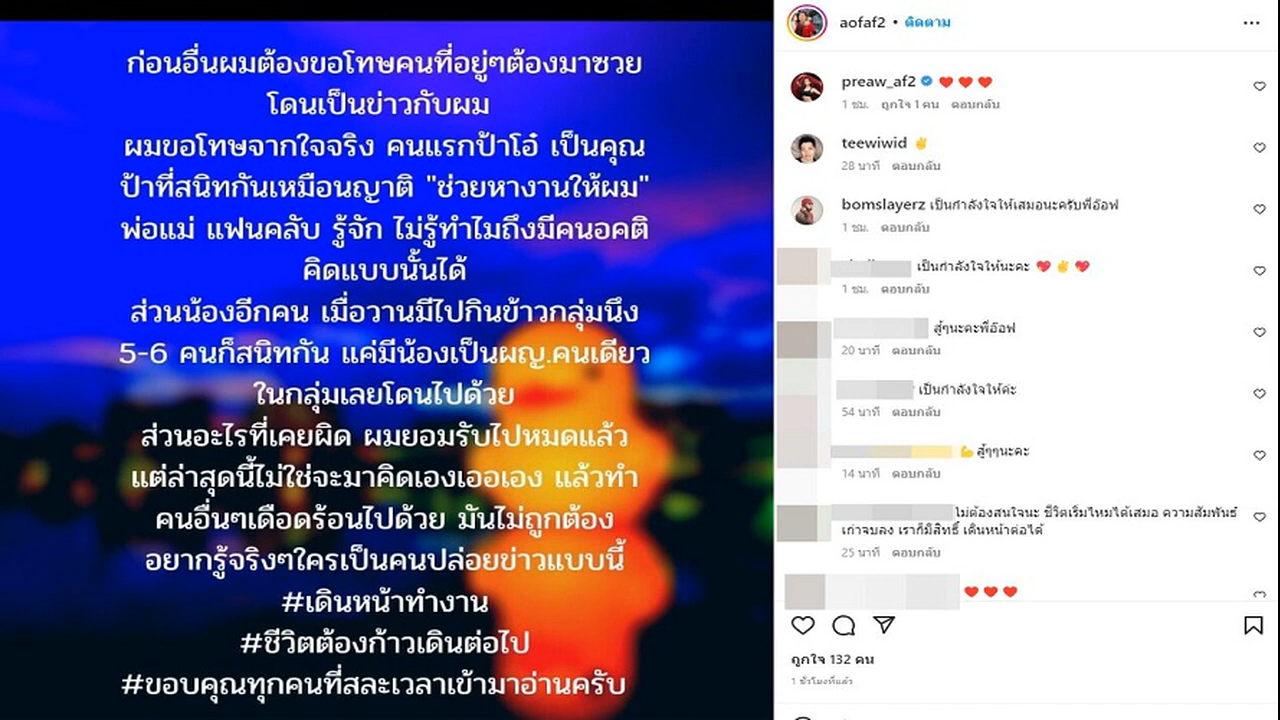 ก่อนอื่นผมต้องขอโทษคนที่อยู่ๆต้องมาซวย
โดนเป็นข่าวกับผม
ผมขอโทษจากใจจริง คนแรกป้าโอ๋ เป็นคุณ
ป้าที่สนิทกันเหมือนญาติ "ช่วยหางานให้ผม"
พ่อแม่ แฟนคลับ รู้จัก ไม่รู้ทำไมถึงมีคนอคติ
คิดแบบนั้นได้
ส่วนน้องอีกคน เมื่อวานมีไปกินข้าวกลุ่มนึง
5-6 คนก็สนิทกัน แค่มีน้องเป็นผญ.คนเดียว
ในกลุ่มเลยโดนไปด้วย
ส่วนอะไรที่เคยผิด ผมยอมรับไปหมดแล้ว
แต่ล่าสุดนี้ไม่ใช่จะมาคิดเองเออเอง แล้วทำ
คนอื่นๆเดือดร้อนไปด้วย มันไม่ถูกต้อง
อยากรู้จริงๆใครเป็นคนปล่อยข่าวแบบนี้
#เดินหน้าทำงาน
#ชีวิตต้องก้าวเดินต่อไป
#ขอบคุณทุกคนที่สละเวลาเข้ามาอ่านครับ
aofaf2 • ติดตาม
preaw_af2 ❤️ ❤️ ❤️
1 ชม. ถูกใจ 1 คน ตอบกลับ
teewiwid ✌️
28 นาที ตอบกลับ
bomslayerz เป็นกำลังใจให้เสมอนะครับพี่อ๊อฟ
1 ชม. ตอบกลับ
เป็นกำลังใจให้นะคะ 💖 ✌️ 💖
1 ชม. ตอบกลับ
สู้ๆนะคะพี่อ๊อฟ
20 นาที ตอบกลับ
เป็นกำลังใจให้ค่ะ
54 นาที ตอบกลับ
💪 สู้ๆๆนะคะ
14 นาที ตอบกลับ
ไม่ต้องสนใจนะ ชีวิตเริ่มใหม่ได้เสมอ ความสัมพันธ์
เก่าจบลง เราก็มีสิทธิ์ เดินหน้าต่อได้
25 นาที ตอบกลับ
❤️ ❤️ ❤️
ถูกใจ 132 คน
1 ชั่วโมงที่แล้ว